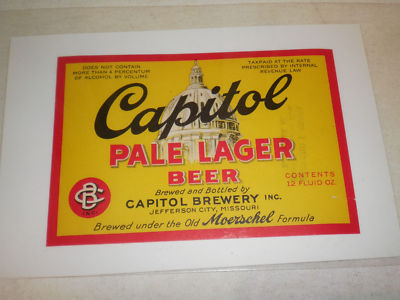 DOES NOT CONTAIN
MORE THAN 4 PERCENTUM
OF ALCOHOL BY VOLUME
TAXPAID AT THE RATE
PRESCRIBED BY INTERNAL
REVENUE LAW
Capitol
PALE LAGER
BEER
CONTENTS
12 FLUID OZ.
Brewed and Bottled by
CAPITOL BREWERY INC.
JEFFERSON CITY, MISSOURI
Brewed under the Old Moerschel Formula
CB
INC.